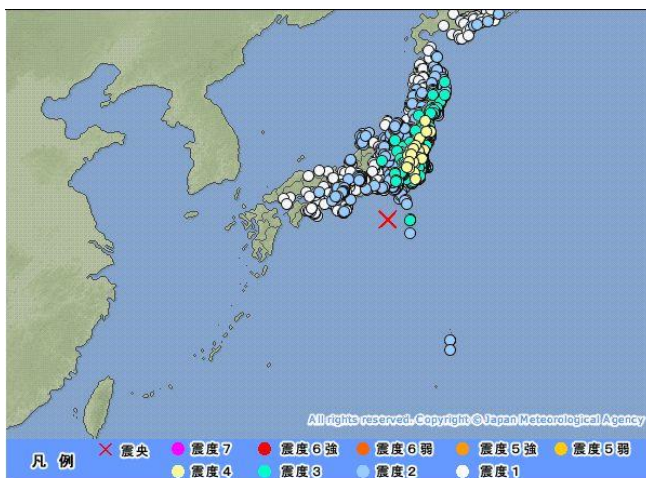 All rights reserved. Copyright © Japan Meteorological Agency
凡 例 震央 震度７ 震度６強 震度６弱 震度５強 震度５弱
震度４ 震度３ 震度２ 震度１